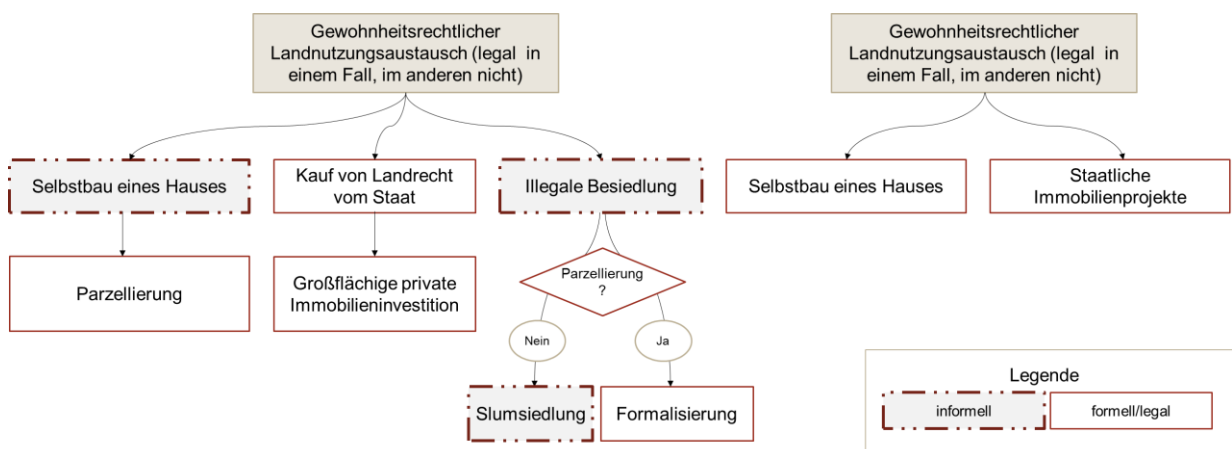 Gewohnheitsrechtlicher
Landnutzungsaustausch (legal in
einem Fall, im anderen nicht)
Gewohnheitsrechtlicher
Landnutzungsaustausch (legal in
einem Fall, im anderen nicht)
Selbstbau eines Hauses
Kauf von Landrecht
vom Staat
Illegale Besiedlung
Selbstbau eines Hauses
Staatliche
Immobilienprojekte
Parzellierung
Großflächige private
Immobilieninvestition
Parzellierung
?
Nein
Ja
Slumsiedlung
Formalisierung
Legende
informell
formell/legal